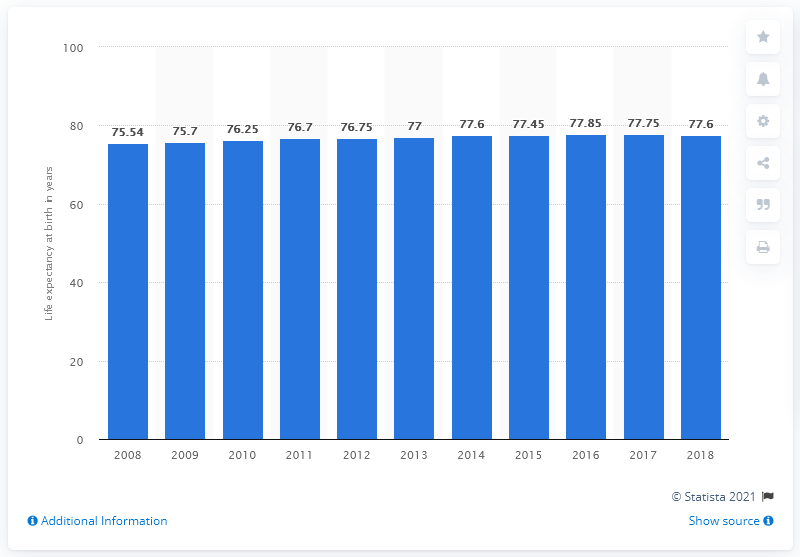 100
80
60
40
20
0
Life expectancy at birth in years
75.54 75.7 76.25 76.7 76.75 77 77.6 77.45 77.85 77.75 77.6
2008 2009 2010 2011 2012 2013 2014 2015 2016 2017 2018
© Statista 2021
Additional Information
Show source